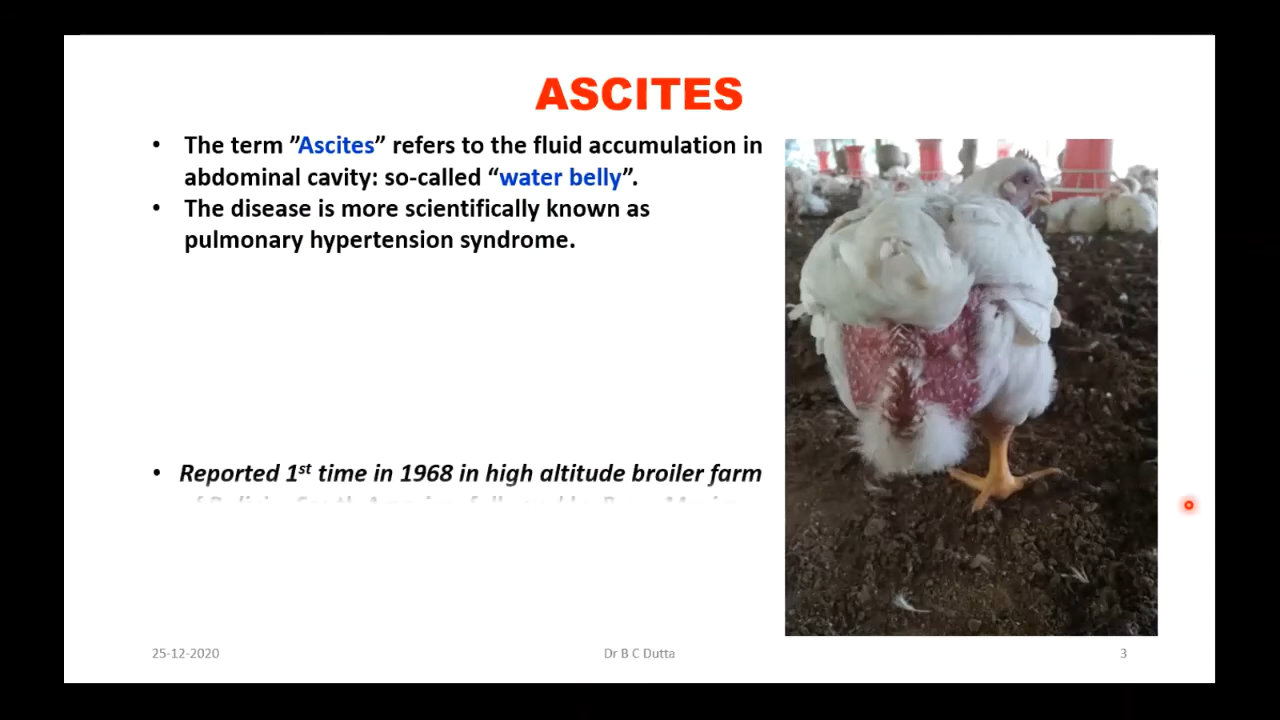 ASCITES
• The term ”Ascites” refers to the fluid accumulation in
abdominal cavity: so-called “water belly”.
• The disease is more scientifically known as
pulmonary hypertension syndrome.
• Reported 1st time in 1968 in high altitude broiler farm
25-12-2020
Dr B C Dutta
3